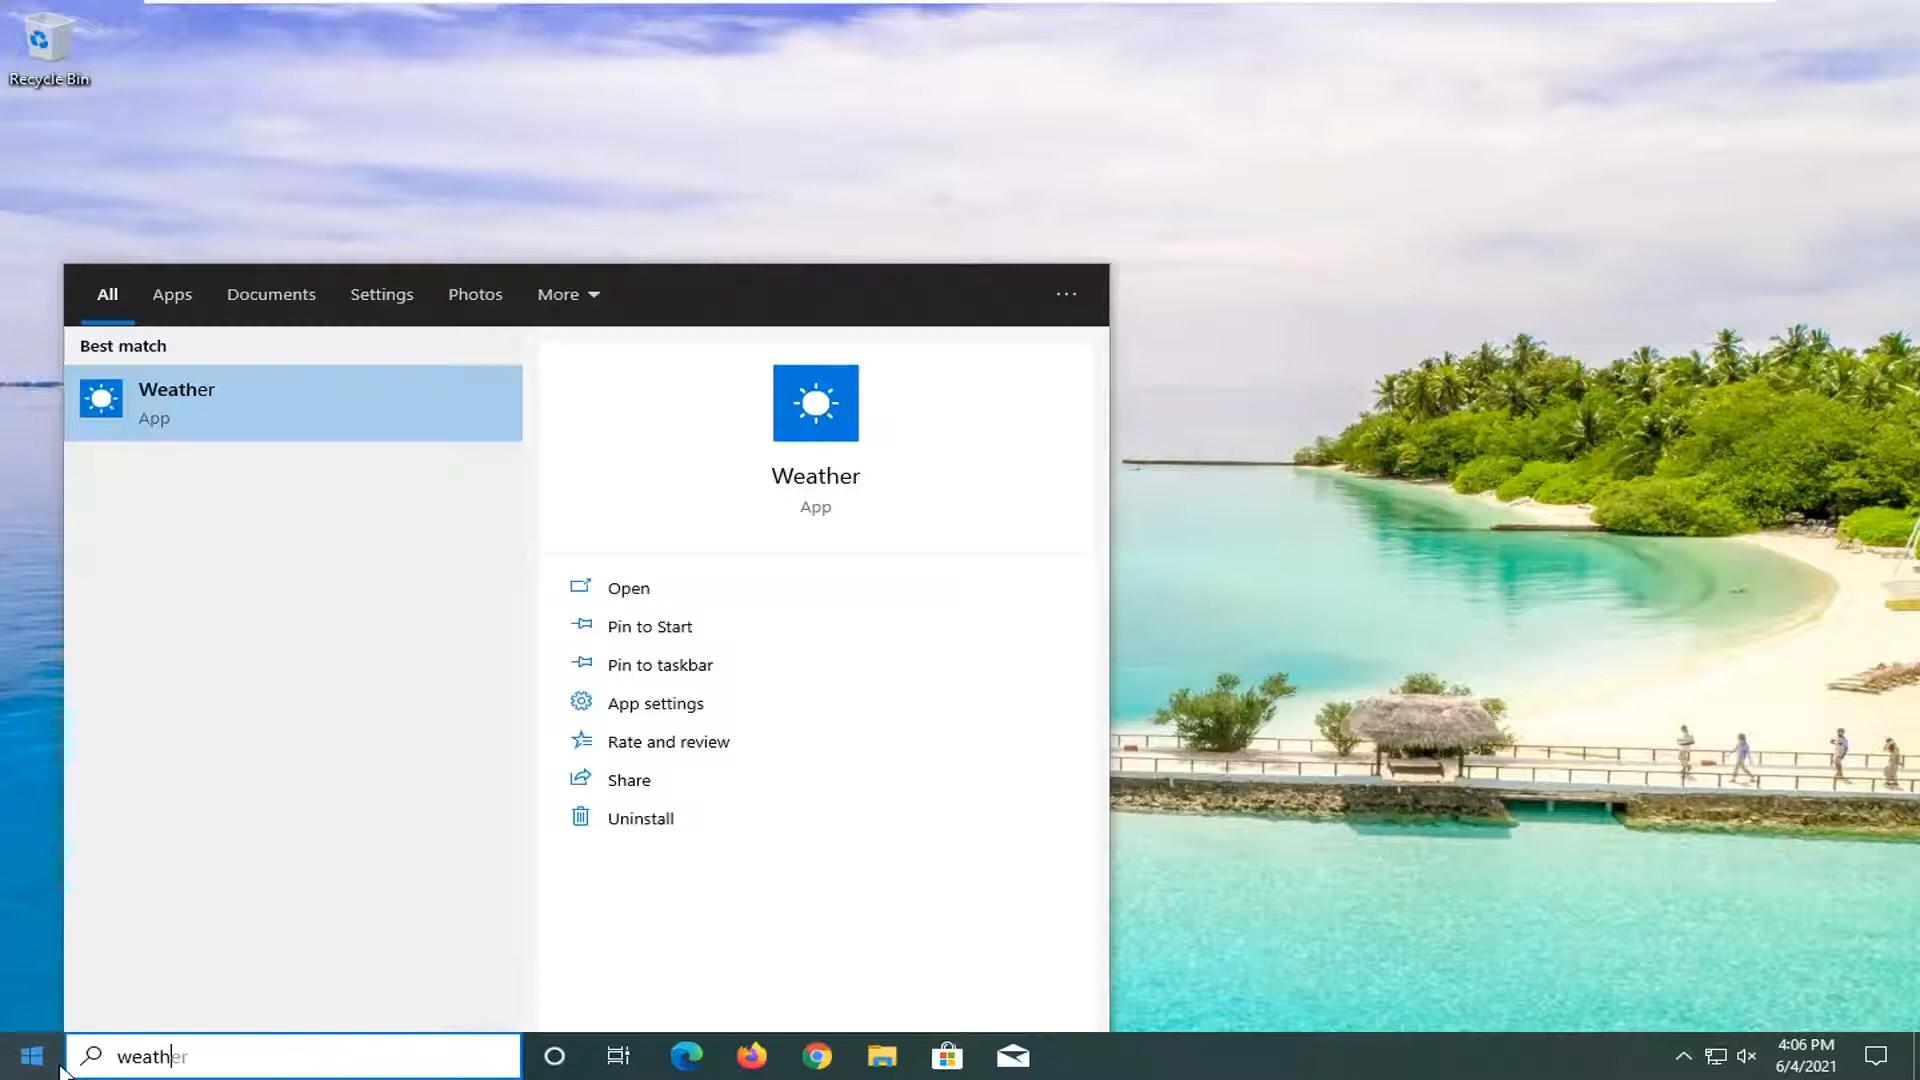 Recycle Bin
All Apps Documents Settings Photos More ...
Best match
Weather
App
Weather
App
Open
Pin to Start
Pin to taskbar
App settings
Rate and review
Share
Uninstall
weather
4:06 PM
6/4/2021